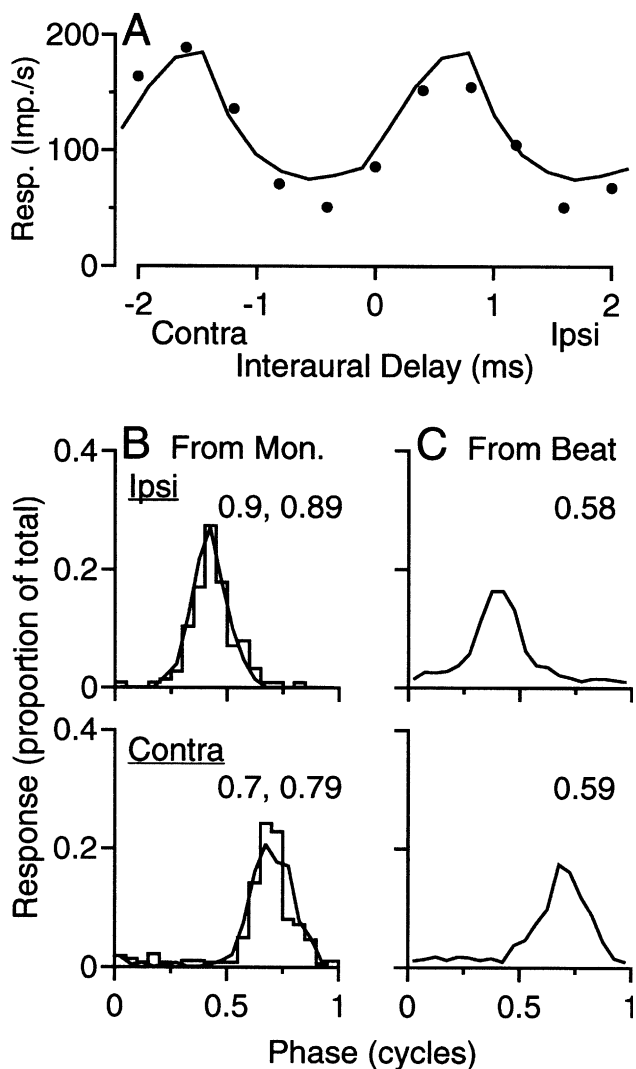 A
Resp. (Imp./s)
200
100
0
-2 -1 0 1 2
Contra Ipsi
Interaural Delay (ms)
B From Mon.
C From Beat
Response (proportion of total)
0.4
0.2
0
Ipsi
0.9, 0.89
0.58
0.4
0.2
0
Contra
0.7, 0.79
0.59
0 0.5 1
0 0.5 1
Phase (cycles)